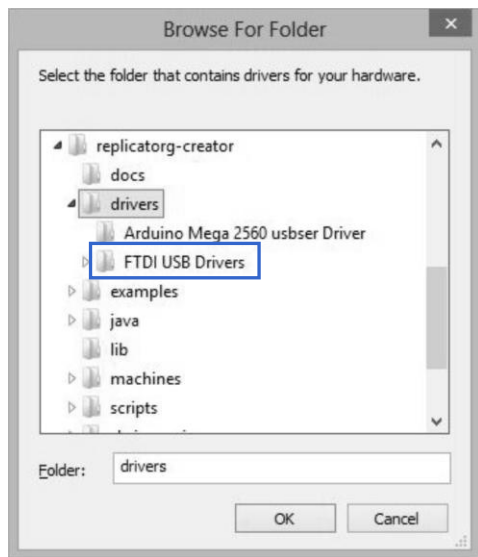 Browse For Folder
Select the folder that contains drivers for your hardware.
replicatorg-creator
docs
drivers
Arduino Mega 2560 usbser Driver
FTDI USB Drivers
examples
java
lib
machines
scripts
Folder: drivers
OK Cancel